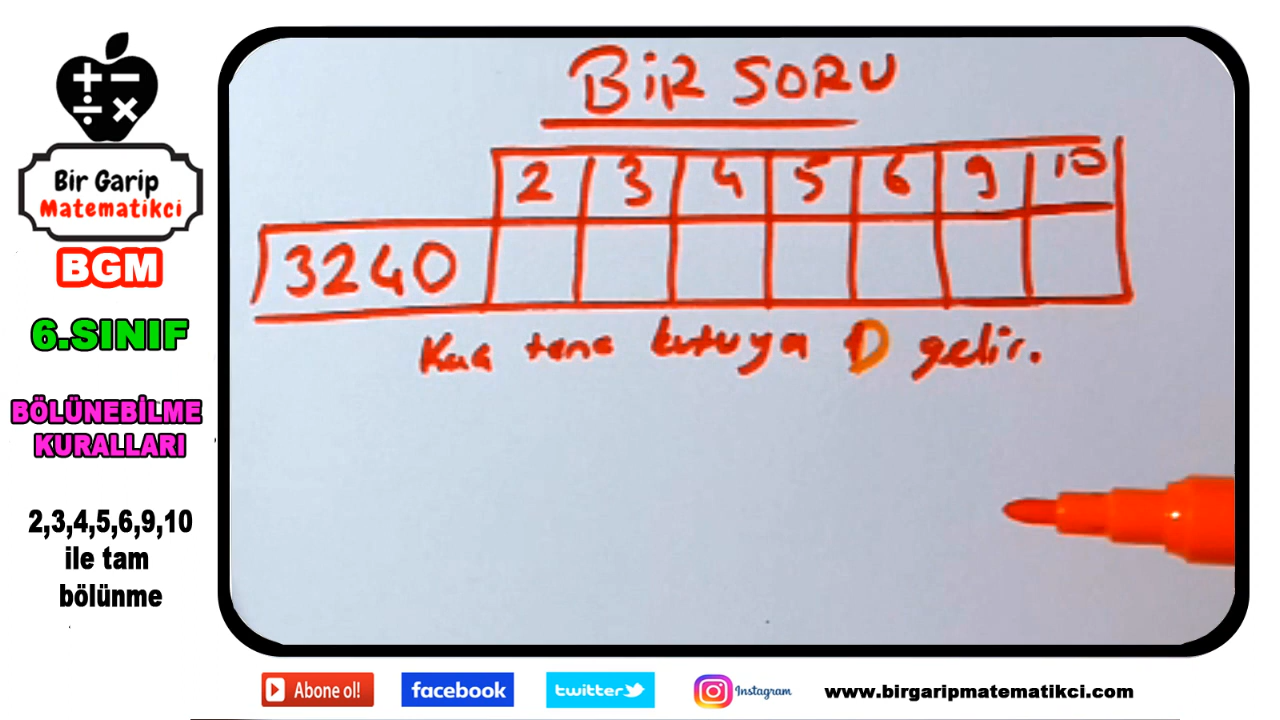 BİR SORU
2 3 4 5 6 9 10
3240
Kaç tane kutuya D gelir.
Bir Garip
Matematikci
BGM
6.SINIF
BÖLÜNEBİLME
KURALLARI
2,3,4,5,6,9,10
ile tam
bölünme
Abone ol!
facebook
twitter
Instagram
www.birgaripmatematikci.com